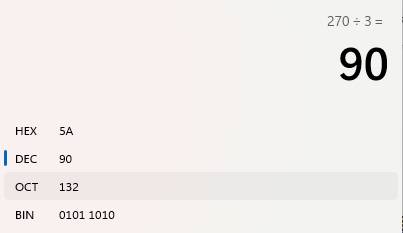 270 ÷ 3 =
90
HEX 5A
DEC 90
OCT 132
BIN 0101 1010